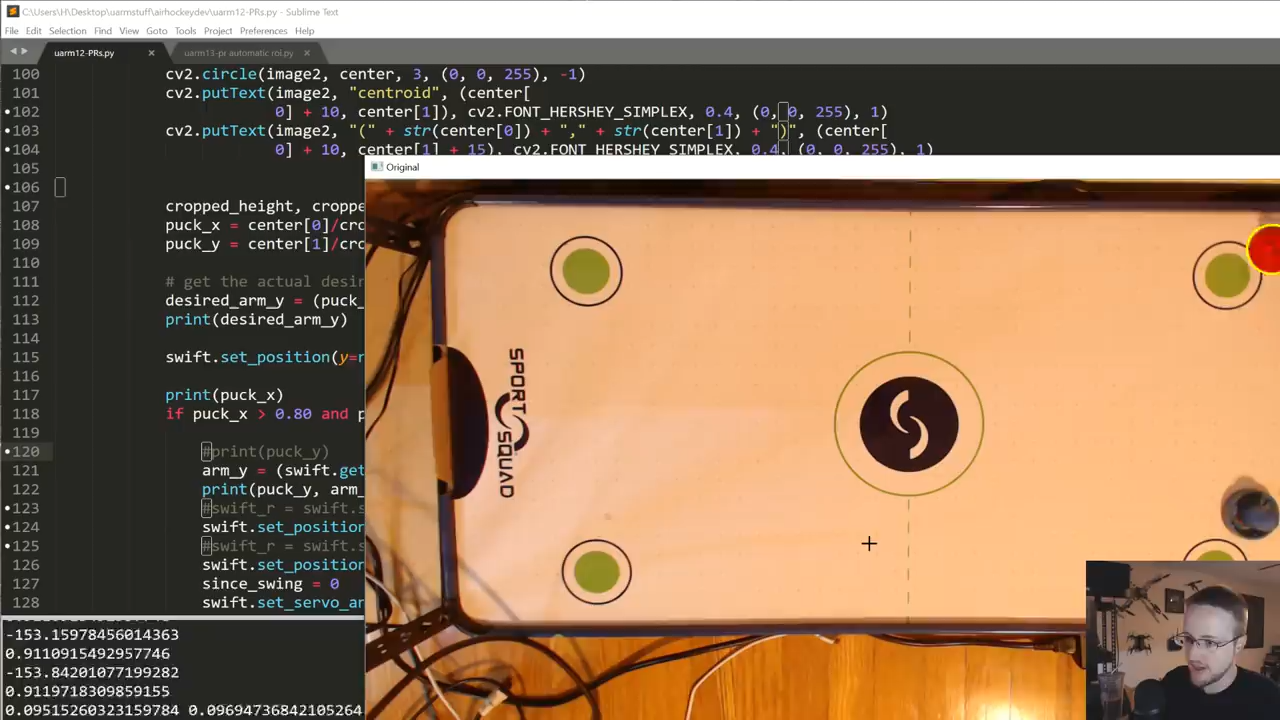 C:\Users\H\Desktop\uarmstuff\airhockeydev\uarm12-PRs.py - Sublime Text
File Edit Selection Find View Goto Tools Project Preferences Help
uarm12-PRs.py × uarm13-pr automatic roi.py ×
100 cv2.circle(image2, center, 3, (0, 0, 255), -1)
101 cv2.putText(image2, "centroid", (center[
102 0] + 10, center[1]), cv2.FONT_HERSHEY_SIMPLEX, 0.4, (0, 0, 255), 1)
103 cv2.putText(image2, "(" + str(center[0]) + "," + str(center[1]) + ")", (center[
104 0] + 10, center[1] + 15), cv2.FONT_HERSHEY_SIMPLEX, 0.4, (0, 0, 255), 1)
105
106
107 cropped_height, croppe
108 puck_x = center[0]/cro
109 puck_y = center[1]/cro
110
111 # get the actual desi
112 desired_arm_y = (puck_
113 print(desired_arm_y)
114
115 swift.set_position(y=
116
117 print(puck_x)
118 if puck_x > 0.80 and p
119
120 #print(puck_y)
121 arm_y = (swift.get
122 print(puck_y, arm_
123 #swift_r = swift.s
124 swift.set_position
125 #swift_r = swift.s
126 swift.set_position
127 since_swing = 0
128 swift.set_servo_an
Original
SPORT
SQUAD
-153.15978456014363
0.9110915492957746
-153.84201077199282
0.9119718309859155
0.09515260323159784 0.09694736842105264